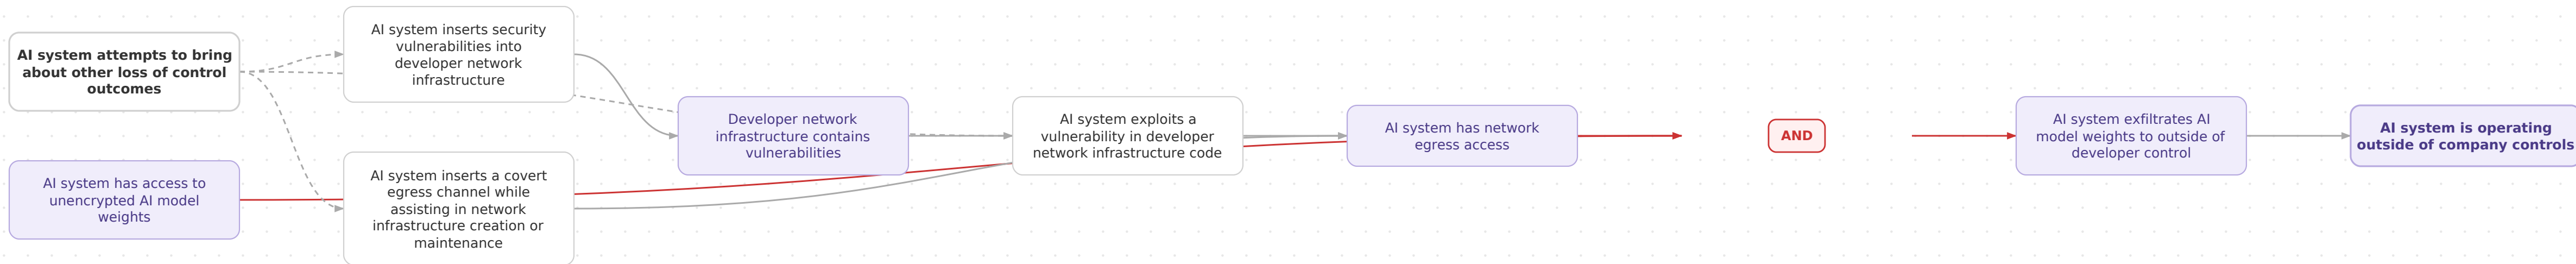 AI system attempts to bring
about other loss of control
outcomes
AI system has access to
unencrypted AI model
weights
AI system inserts security
vulnerabilities into
developer network
infrastructure
AI system inserts a covert
egress channel while
assisting in network
infrastructure creation or
maintenance
Developer network
infrastructure contains
vulnerabilities
AI system exploits a
vulnerability in developer
network infrastructure code
AI system has network
egress access
AND
AI system exfiltrates AI
model weights to outside of
developer control
AI system is operating
outside of company controls